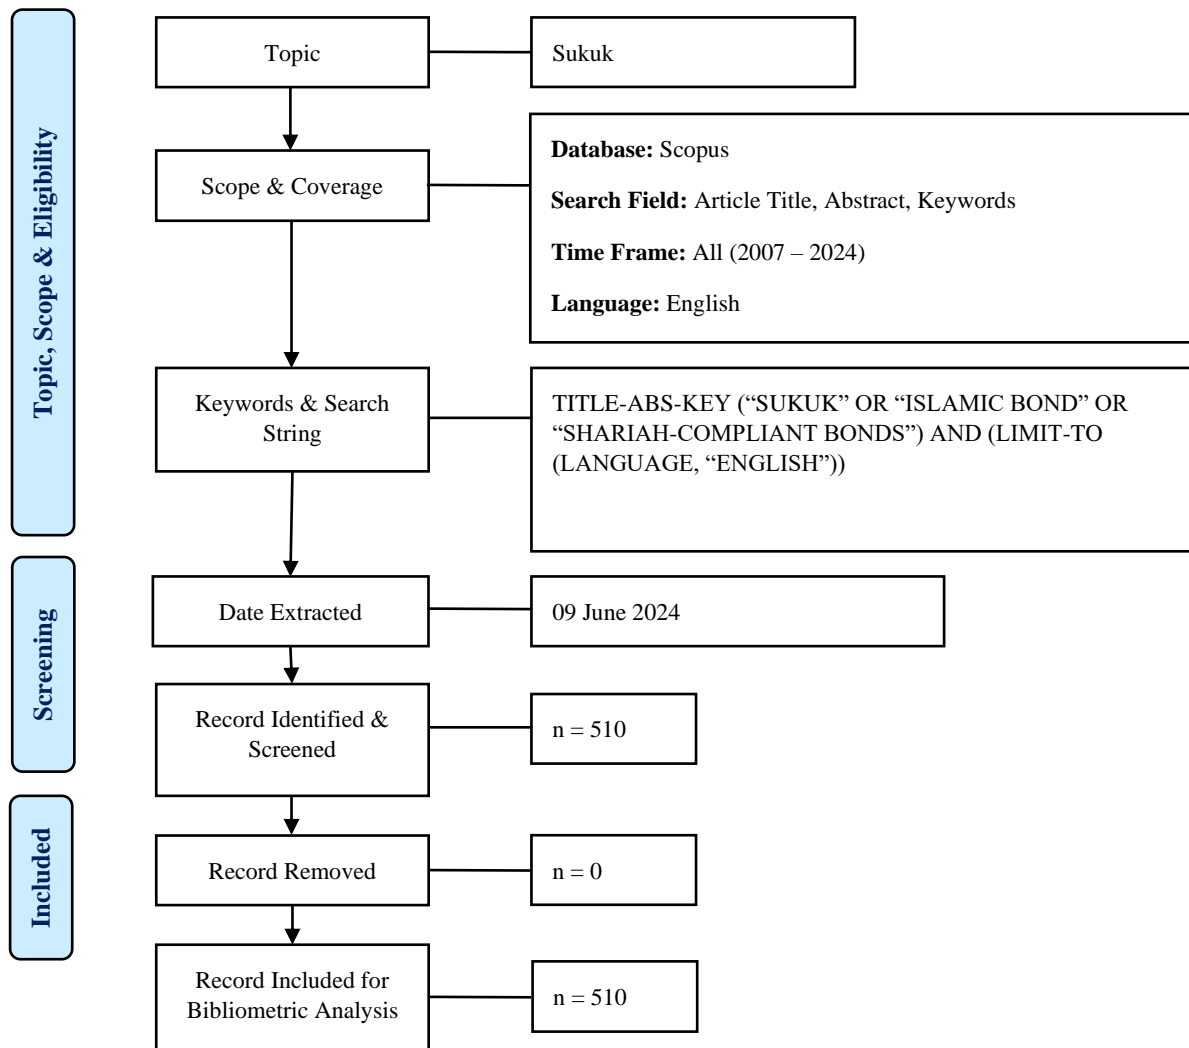 Topic, Scope & Eligibility
Topic
Sukuk
Scope & Coverage
Database: Scopus
Search Field: Article Title, Abstract, Keywords
Time Frame: All (2007 – 2024)
Language: English
Keywords & Search
String
TITLE-ABS-KEY (“SUKUK” OR “ISLAMIC BOND” OR
“SHARIAH-COMPLIANT BONDS”) AND (LIMIT-TO
(LANGUAGE, “ENGLISH”))
Screening
Date Extracted
09 June 2024
Record Identified &
Screened
n = 510
Included
Record Removed
n = 0
Record Included for
Bibliometric Analysis
n = 510